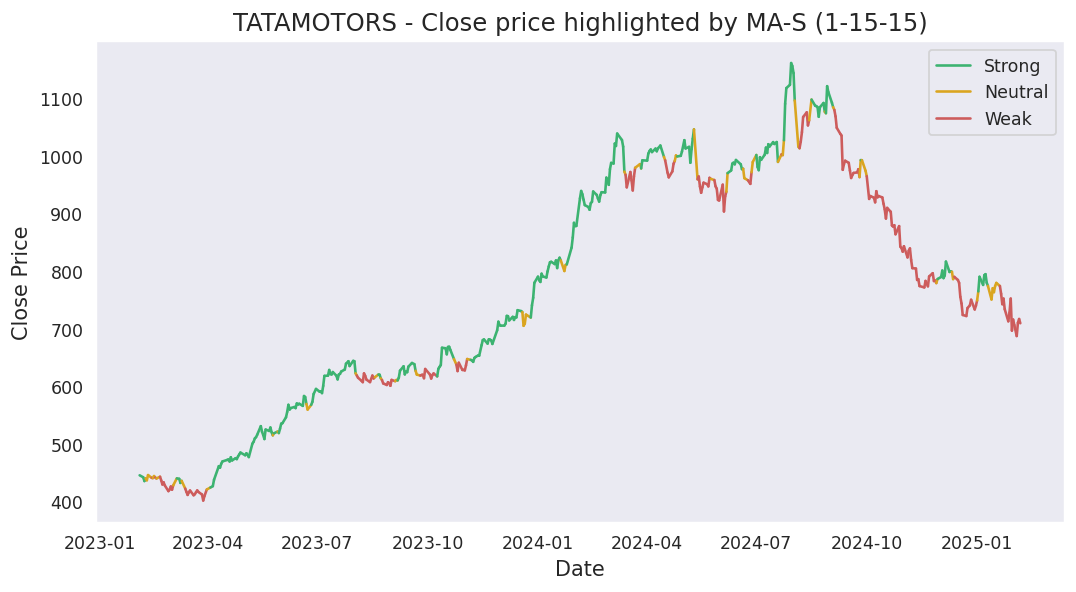 TATAMOTORS - Close price highlighted by MA-S (1-15-15)
Strong
Neutral
Weak
Close Price
1100
1000
900
800
700
600
500
400
2023-01 2023-04 2023-07 2023-10 2024-01 2024-04 2024-07 2024-10 2025-01
Date